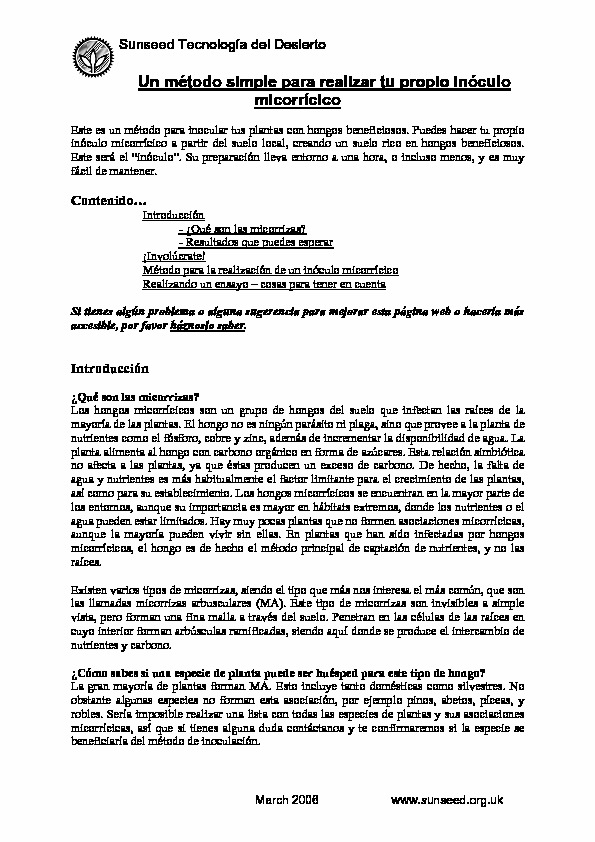 Sunseed Tecnología del Desierto
Un método simple para realizar tu propio inóculo
micorrícico
Este es un método para inocular tus plantas con hongos beneficiosos. Puedes hacer tu propio
inóculo micorrícico a partir del suelo local, creando un suelo rico en hongos beneficiosos.
Este será el "inóculo". Su preparación lleva entorno a una hora, o incluso menos, y es muy
fácil de mantener.
Contenido…
Introducción
- ¿Qué son las micorrizas?
- Resultados que puedes esperar
¡Involúcrate!
Método para la realización de un inóculo micorrícico
Realizando un ensayo – cosas para tener en cuenta
Si tienes algún problema o alguna sugerencia para mejorar esta página web o hacerla más
accesible, por favor háznoslo saber.
Introducción
¿Qué son las micorrizas?
Los hongos micorrícicos son un grupo de hongos del suelo que infectan las raíces de la
mayoría de las plantas. El hongo no es ningún parásito ni plaga, sino que provee a la planta de
nutrientes como el fósforo, cobre y zinc, además de incrementar la disponibilidad de agua. La
planta alimenta al hongo con carbono orgánico en forma de azúcares. Esta relación simbiótica
no afecta a las plantas, ya que éstas producen un exceso de carbono. De hecho, la falta de
agua y nutrientes es más habitualmente el factor limitante para el crecimiento de las plantas,
así como para su establecimiento. Los hongos micorrícicos se encuentran en la mayor parte de
los entornos, aunque su importancia es mayor en hábitats extremos, donde los nutrientes o el
agua pueden estar limitados. Hay muy pocas plantas que no formen asociaciones micorrícicas,
aunque la mayoría pueden vivir sin ellas. En plantas que han sido infectadas por hongos
micorrícicos, el hongo es de hecho el método principal de captación de nutrientes, y no las
raíces.
Existen varios tipos de micorrizas, siendo el tipo que más nos interesa el más común, que son
las llamadas micorrizas arbusculares (MA). Este tipo de micorrizas son invisibles a simple
vista, pero forman una fina malla a través del suelo. Penetran en las células de las raíces en
cuyo interior forman arbúsculas ramificadas, siendo aquí donde se produce el intercambio de
nutrientes y carbono.
¿Cómo sabes si una especie de planta puede ser huésped para este tipo de hongo?
La gran mayoría de plantas forman MA. Esto incluye tanto domésticas como silvestres. No
obstante algunas especies no forman esta asociación, por ejemplo pinos, abetos, píceas, y
robles. Sería imposible realizar una lista con todas las especies de plantas y sus asociaciones
micorrícicas, así que si tienes alguna duda contáctanos y te confirmaremos si la especie se
beneficiaría del método de inoculación.
March 2006 www.sunseed.org.uk